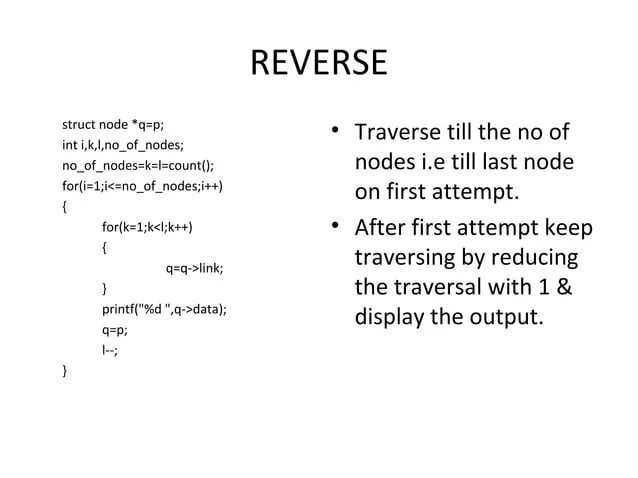 REVERSE
struct node *q=p;
int i,k,l,no_of_nodes;
no_of_nodes=k=l=count();
for(i=1;i<=no_of_nodes;i++)
{
for(k=1;k<l;k++)
{
q=q->link;
}
printf("%d ",q->data);
q=p;
l--;
}
• Traverse till the no of
nodes i.e till last node
on first attempt.
• After first attempt keep
traversing by reducing
the traversal with 1 &
display the output.